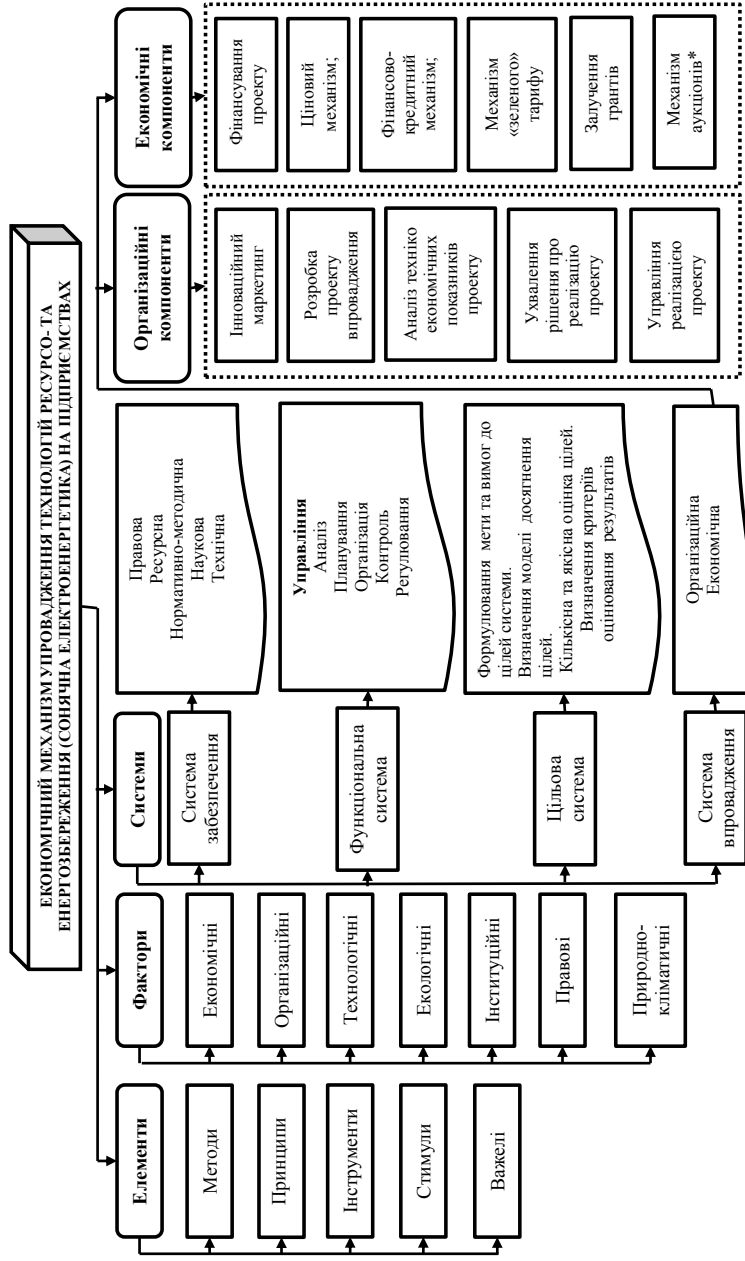 ЕКОНОМІЧНИЙ МЕХАНІЗМ УПРОВАДЖЕННЯ ТЕХНОЛОГІЙ РЕСУРСО- ТА
ЕНЕРГОЗБЕРЕЖЕННЯ (СОНЯЧНА ЕЛЕКТРОЕНЕРГЕТИКА) НА ПІДПРИЄМСТВАХ
Елементи
Методи
Принципи
Інструменти
Стимули
Важелі
Фактори
Економічні
Організаційні
Технологічні
Екологічні
Інституційні
Правові
Природно-
кліматичні
Системи
Система
забезпечення
Функціональна
система
Цільова
система
Система
впровадження
Правова
Ресурсна
Нормативно-методична
Наукова
Технічна
Управління
Аналіз
Планування
Організація
Контроль
Регулювання
Формулювання мети та вимог до
цілей системи.
Визначення моделі досягнення
цілей.
Кількісна та якісна оцінка цілей.
Визначення критеріїв
оцінювання результатів
Організаційна
Економічна
Організаційні
компоненти
Інноваційний
маркетинг
Розробка
проекту
впровадження
Аналіз техніко
економічних
показників
проекту
Ухвалення
рішення про
реалізацію
проекту
Управління
реалізацією
проекту
Економічні
компоненти
Фінансування
проекту
Ціновий
механізм;
Фінансово-
кредитний
механізм;
Механізм
«зеленого»
тарифу
Залучення
грантів
Механізм
аукціонів*